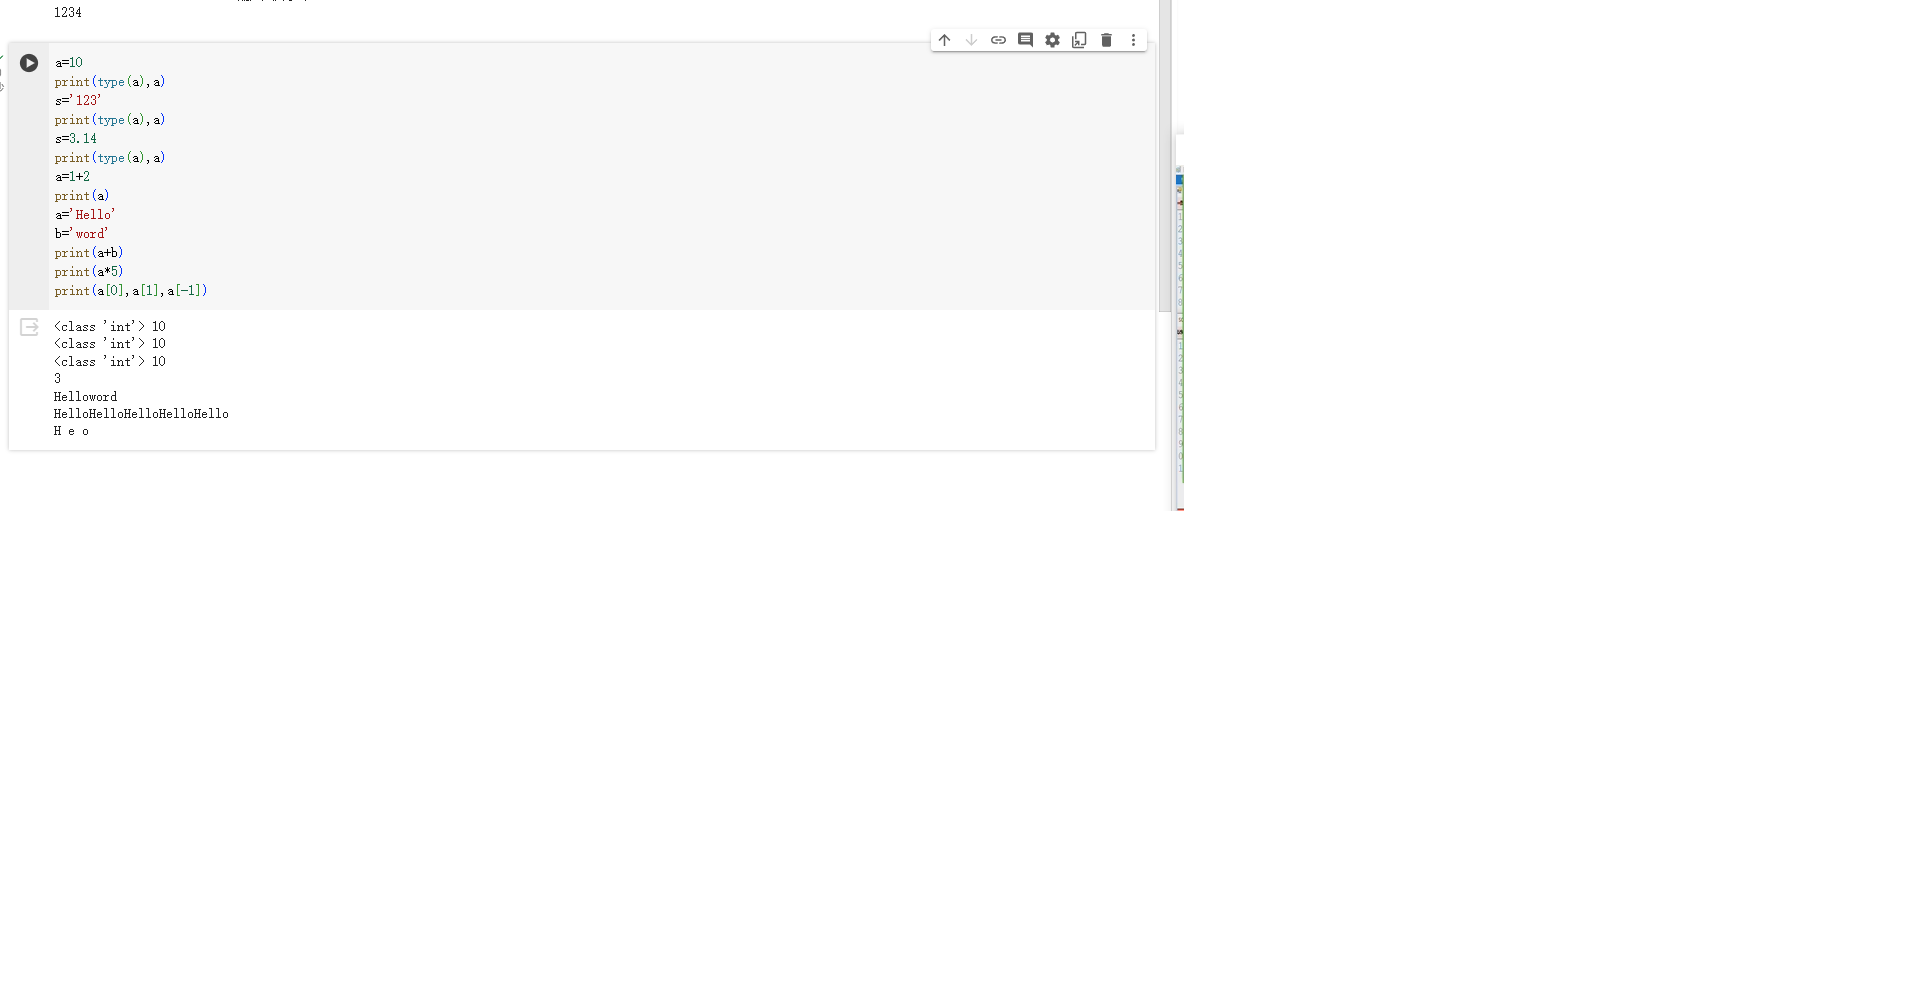 1234
a=10
print(type(a),a)
s='123'
print(type(a),a)
s=3.14
print(type(a),a)
a=1+2
print(a)
a='Hello'
b='word'
print(a+b)
print(a*5)
print(a[0],a[1],a[-1])
<class 'int'> 10
<class 'int'> 10
<class 'int'> 10
3
Helloword
HelloHelloHelloHelloHello
H e o